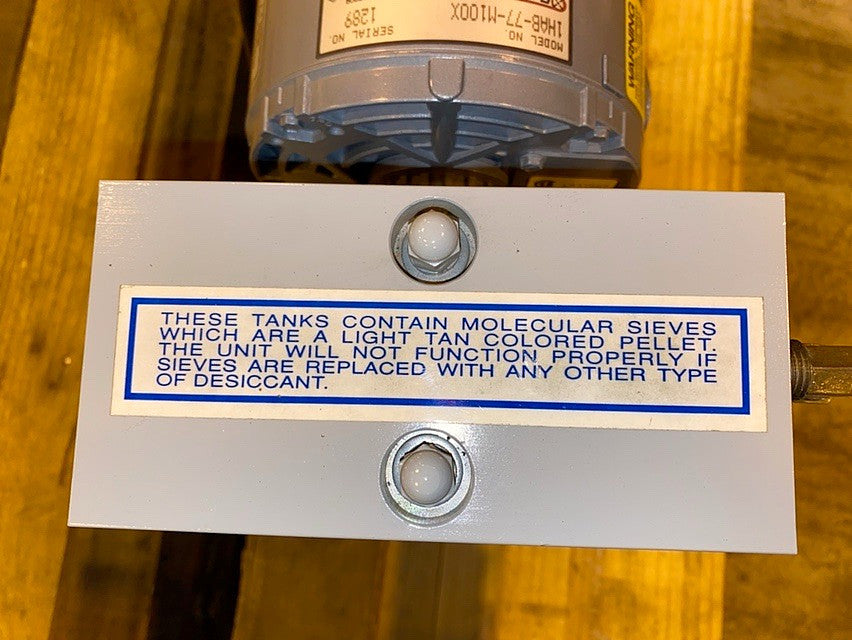 MODEL NO.
1HAB-77-M100X
SERIAL NO.
1289
WARNING
THESE TANKS CONTAIN MOLECULAR SIEVES
WHICH ARE A LIGHT TAN COLORED PELLET.
THE UNIT WILL NOT FUNCTION PROPERLY IF
SIEVES ARE REPLACED WITH ANY OTHER TYPE
OF DESICCANT.